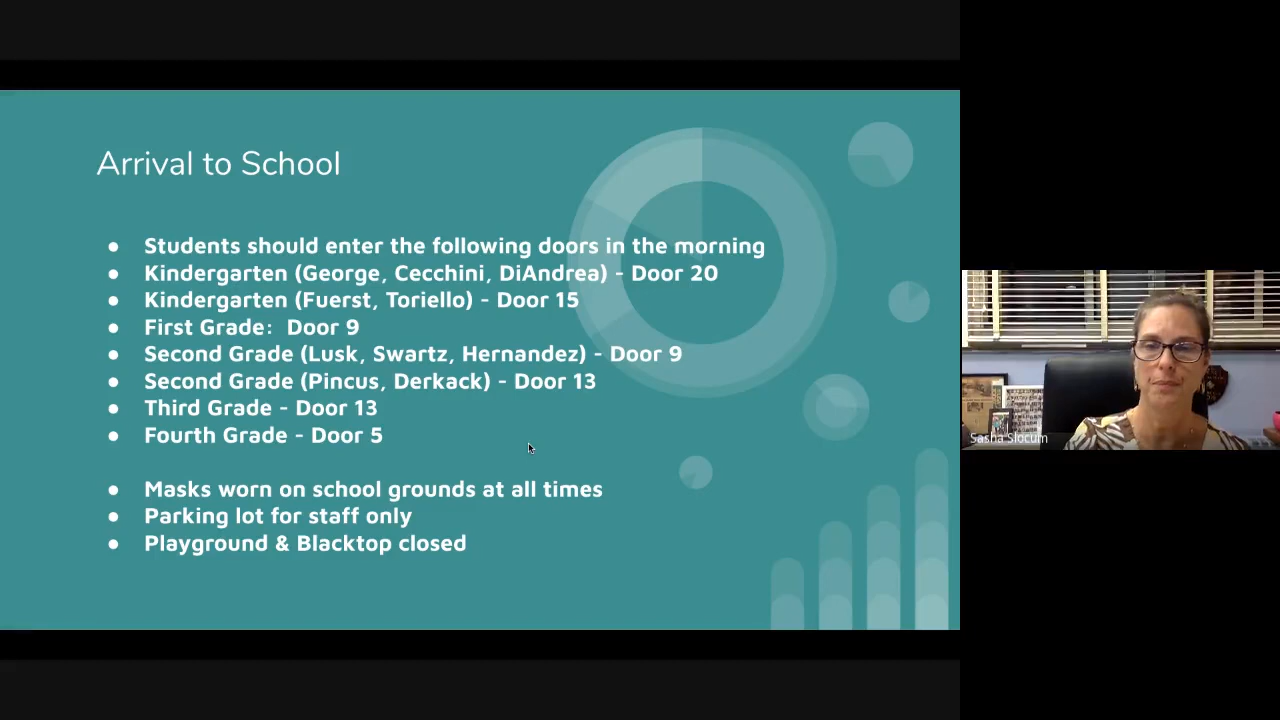 Arrival to School
● Students should enter the following doors in the morning
● Kindergarten (George, Cecchini, DiAndrea) - Door 20
● Kindergarten (Fuerst, Toriello) - Door 15
● First Grade:  Door 9
● Second Grade (Lusk, Swartz, Hernandez) - Door 9
● Second Grade (Pincus, Derkack) - Door 13
● Third Grade - Door 13
● Fourth Grade - Door 5
● Masks worn on school grounds at all times
● Parking lot for staff only
● Playground & Blacktop closed
Sasha Slocum